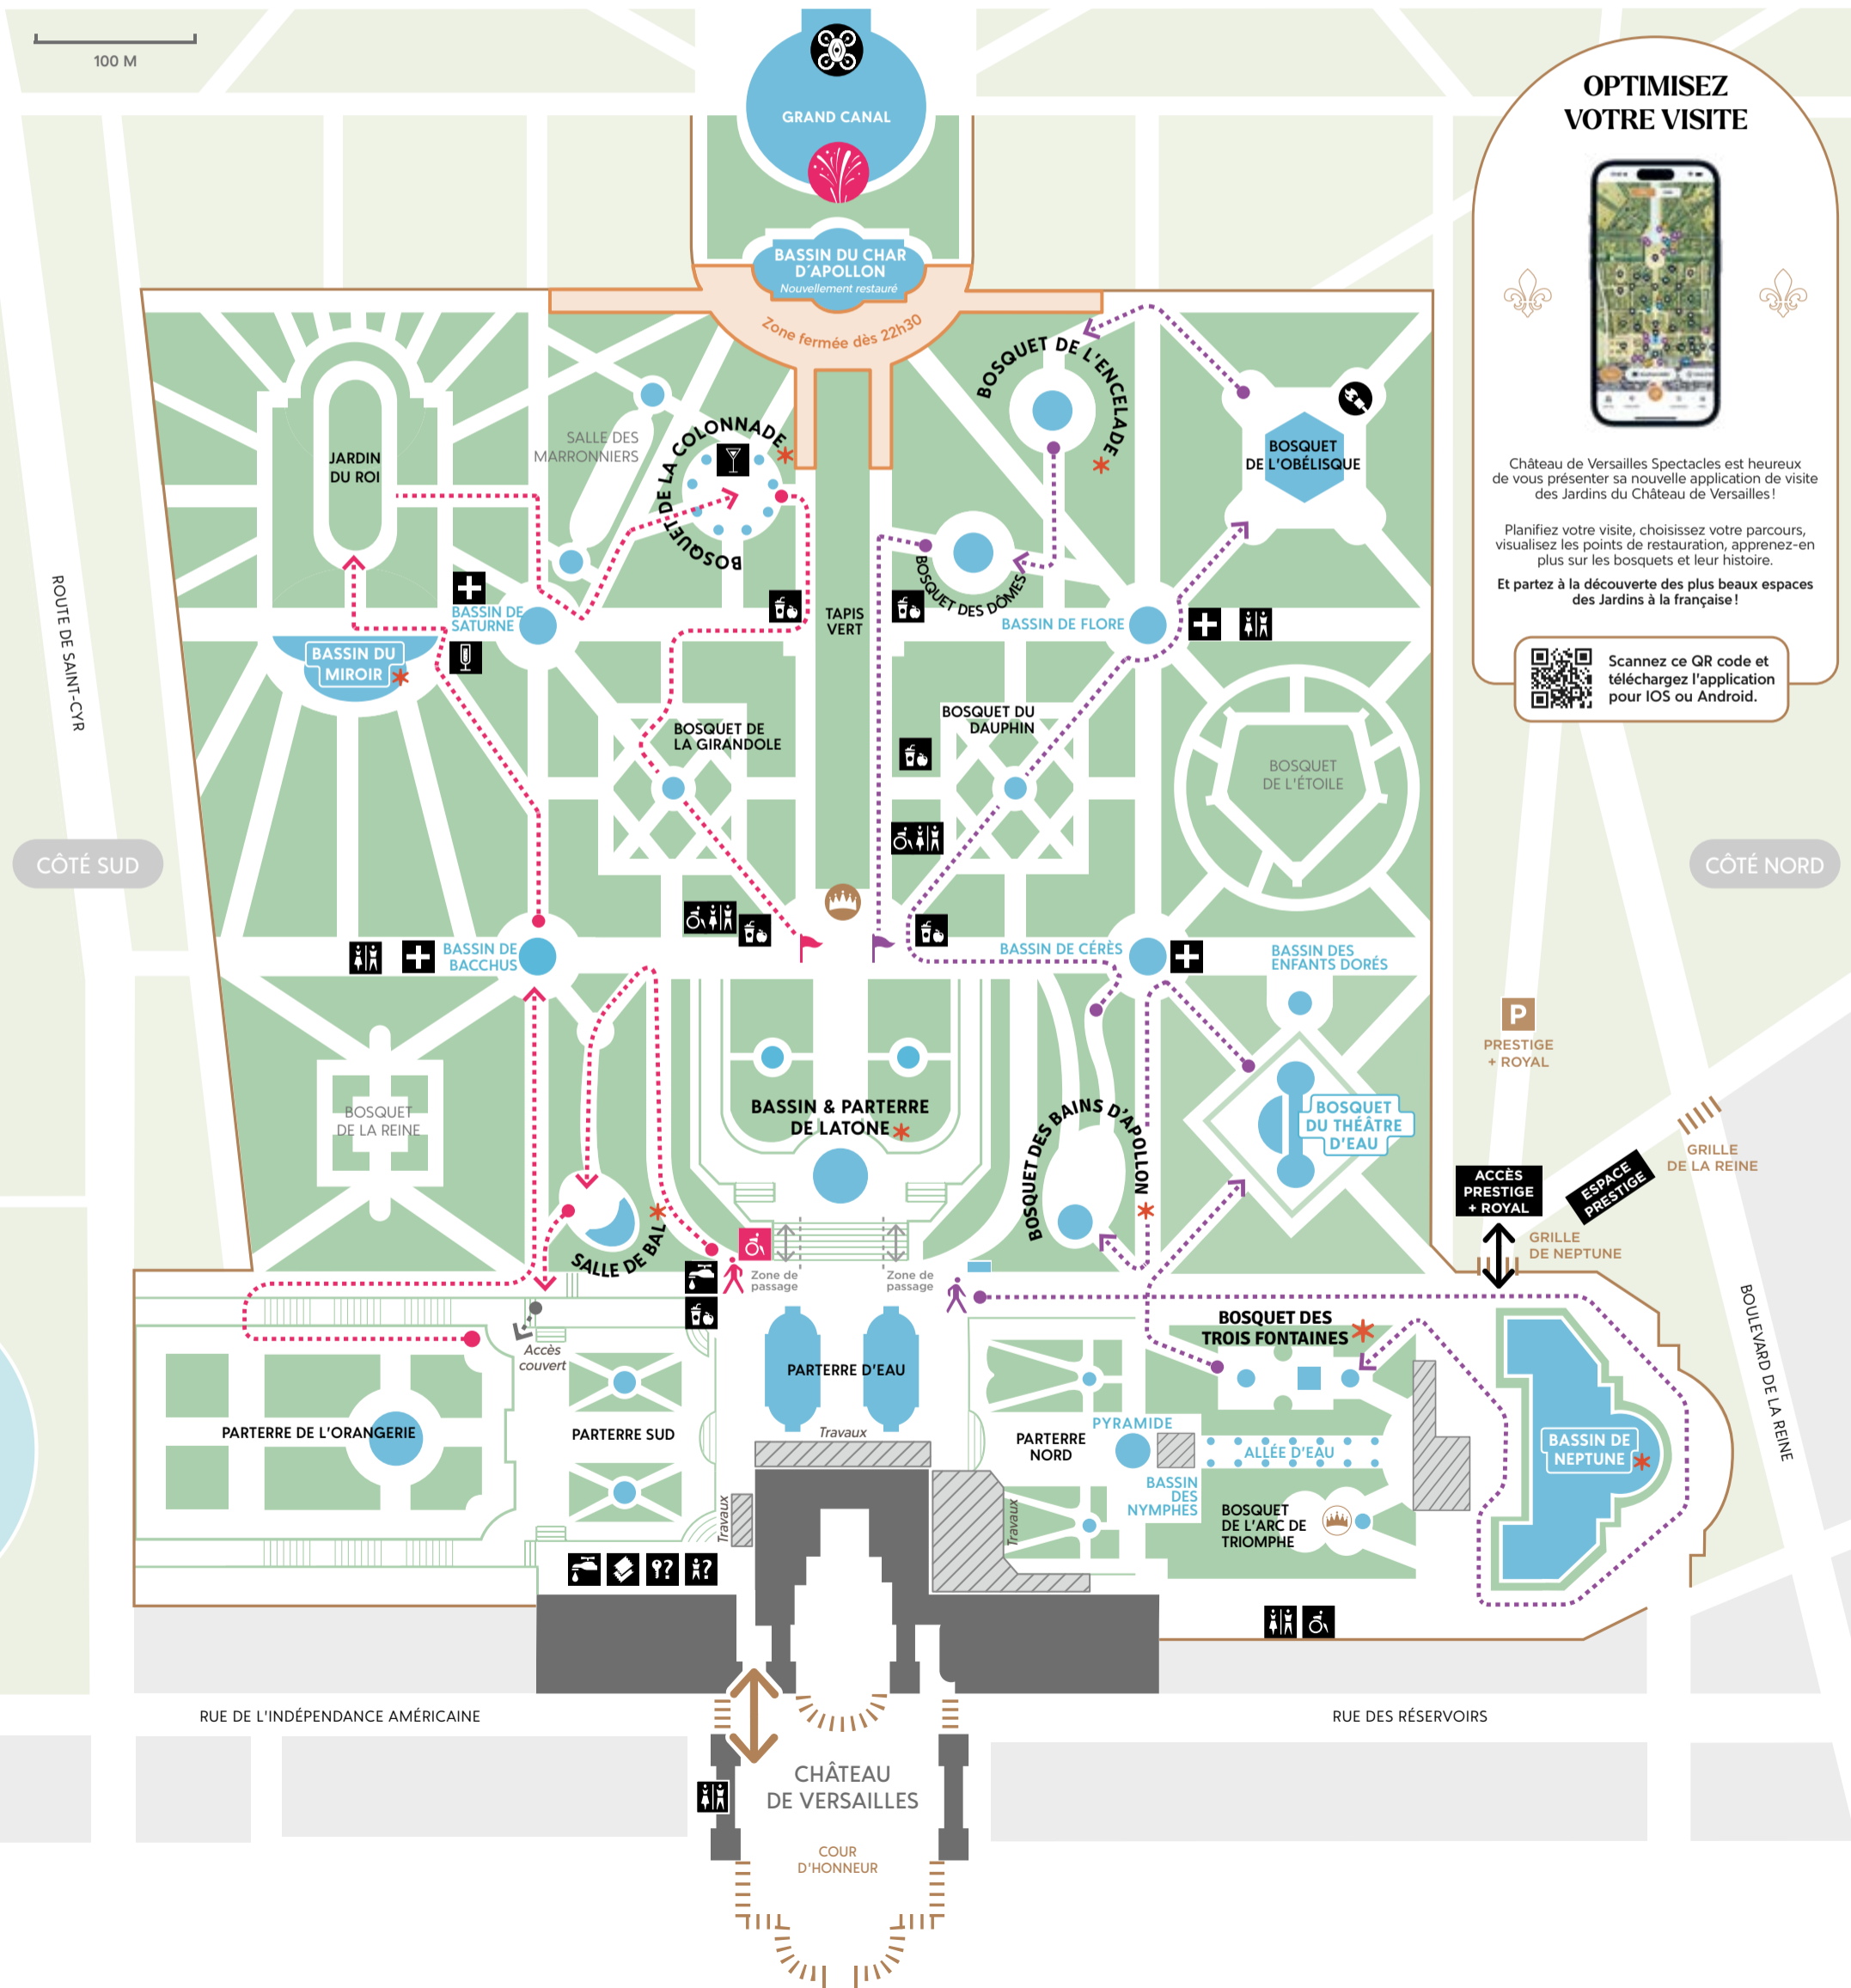 100 M
GRAND CANAL
BASSIN DU CHAR
D'APOLLON
Nouvellement restauré
Zone fermée dès 22h30
OPTIMISEZ
VOTRE VISITE
Château de Versailles Spectacles est heureux
de vous présenter sa nouvelle application de visite
des Jardins du Château de Versailles !
Planifiez votre visite, choisissez votre parcours,
visualisez les points de restauration, apprenez-en
plus sur les bosquets et leur histoire.
Et partez à la découverte des plus beaux espaces
des Jardins à la française !
Scannez ce QR code et
téléchargez l'application
pour IOS ou Android.
JARDIN
DU ROI
SALLE DES
MARRONNIERS
BOSQUET DE LA COLONNADE
BOSQUET DE L'ENCELADE
BOSQUET
DE L'OBÉLISQUE
BOSQUET DES DÔMES
ROUTE DE SAINT-CYR
BASSIN DE
SATURNE
BASSIN DU
MIROIR
TAPIS
VERT
BASSIN DE FLORE
BOSQUET DE
LA GIRANDOLE
BOSQUET DU
DAUPHIN
BOSQUET
DE L'ÉTOILE
CÔTÉ SUD
CÔTÉ NORD
BASSIN DE
BACCHUS
BASSIN DE CÉRÈS
BASSIN DES
ENFANTS DORÉS
P
PRESTIGE
+ ROYAL
BOSQUET
DE LA REINE
BASSIN & PARTERRE
DE LATONE
BOSQUET DES BAINS D'APOLLON
BOSQUET
DU THÉÂTRE
D'EAU
GRILLE
DE LA REINE
ACCÈS
PRESTIGE
+ ROYAL
ESPACE
PRESTIGE
GRILLE
DE NEPTUNE
SALLE DE BAL
Zone de
passage
Zone de
passage
BOULEVARD DE LA REINE
BOSQUET DES
TROIS FONTAINES
Accès
couvert
PARTERRE D'EAU
PARTERRE DE L'ORANGERIE
PARTERRE SUD
Travaux
PARTERRE
NORD
PYRAMIDE
ALLÉE D'EAU
BASSIN DE
NEPTUNE
BASSIN
DES
NYMPHES
BOSQUET
DE L'ARC DE
TRIOMPHE
Travaux
Travaux
? ?
RUE DE L'INDÉPENDANCE AMÉRICAINE
RUE DES RÉSERVOIRS
CHÂTEAU
DE VERSAILLES
COUR
D'HONNEUR